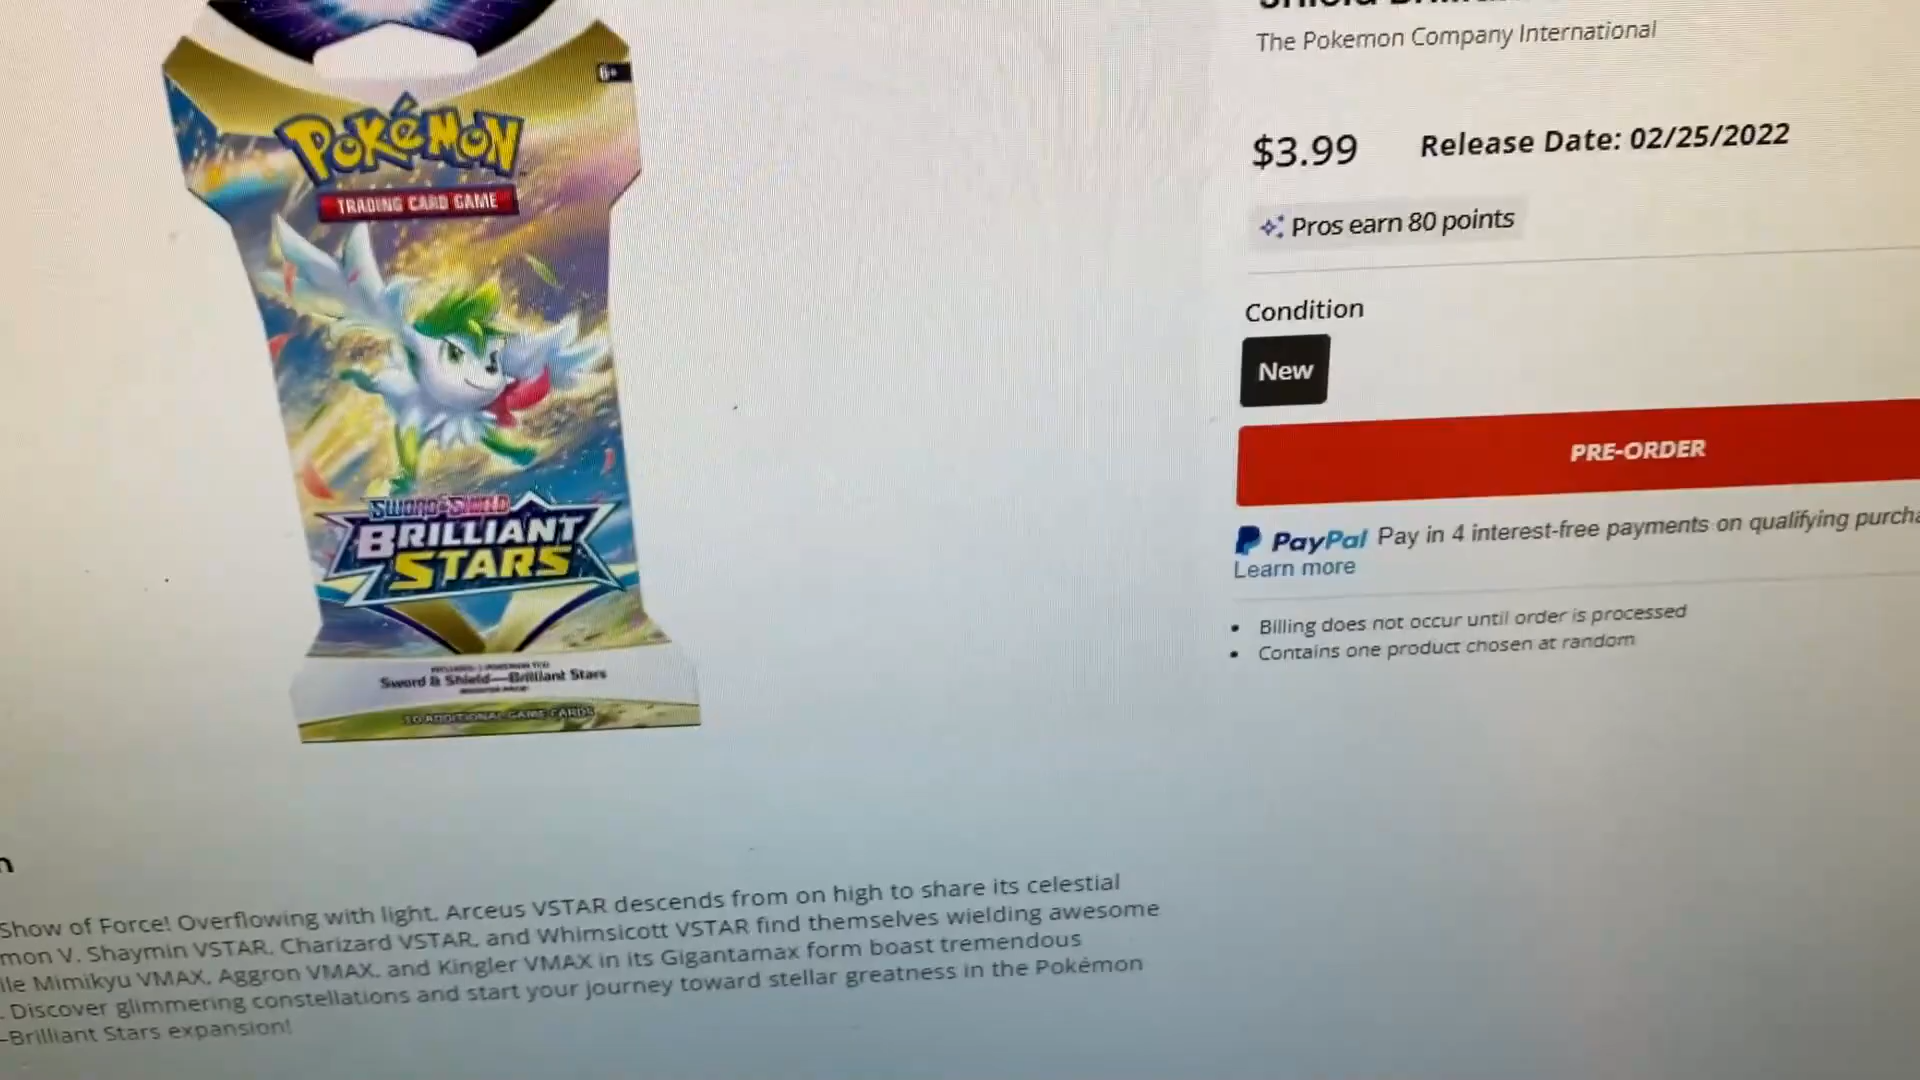 The Pokemon Company International
6+
POKéMON
TRADING CARD GAME
$3.99 Release Date: 02/25/2022
Pros earn 80 points
Condition
New
PRE-ORDER
PayPal Pay in 4 interest-free payments on qualifying purcha
Learn more
Billing does not occur until order is processed
Contains one product chosen at random
SWORD & SHIELD
BRILLIANT
STARS
Sword & Shield—Brilliant Stars
10 ADDITIONAL GAME CARDS
n
Show of Force! Overflowing with light, Arceus VSTAR descends from on high to share its celestial
mon V. Shaymin VSTAR, Charizard VSTAR, and Whimsicott VSTAR find themselves wielding awesome
ile Mimikyu VMAX, Aggron VMAX, and Kingler VMAX in its Gigantamax form boast tremendous
. Discover glimmering constellations and start your journey toward stellar greatness in the Pokémon
–Brilliant Stars expansion!